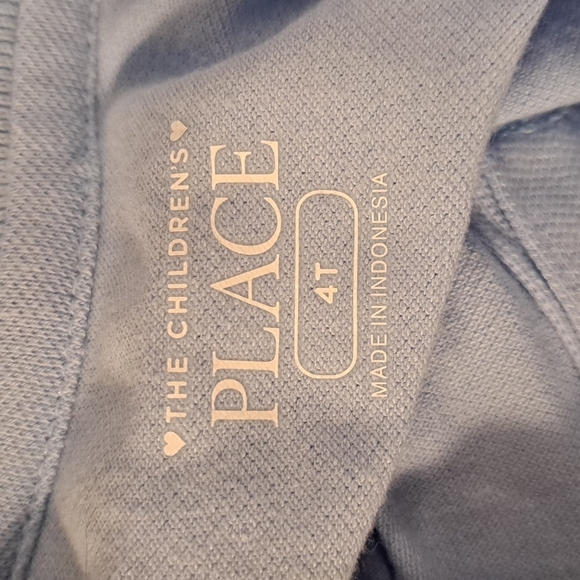 ♥THE CHILDREN'S♥
PLACE
4T
MADE IN INDONESIA